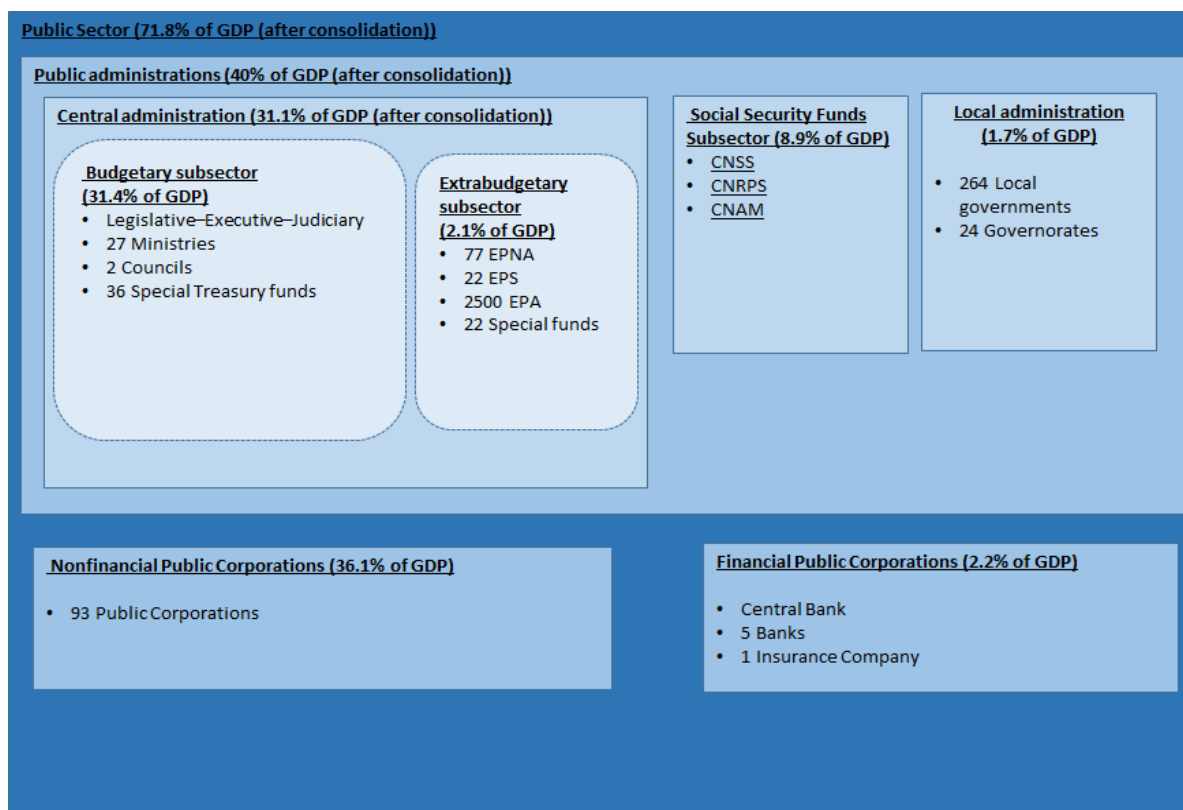 Public Sector (71.8% of GDP (after consolidation))
Public administrations (40% of GDP (after consolidation))
Central administration (31.1% of GDP (after consolidation))
Budgetary subsector
(31.4% of GDP)
• Legislative–Executive–Judiciary
• 27 Ministries
• 2 Councils
• 36 Special Treasury funds
Extrabudgetary
subsector
(2.1% of GDP)
• 77 EPNA
• 22 EPS
• 2500 EPA
• 22 Special funds
Social Security Funds
Subsector (8.9% of GDP)
• CNSS
• CNRPS
• CNAM
Local administration
(1.7% of GDP)
• 264 Local
governments
• 24 Governorates
Nonfinancial Public Corporations (36.1% of GDP)
• 93 Public Corporations
Financial Public Corporations (2.2% of GDP)
• Central Bank
• 5 Banks
• 1 Insurance Company